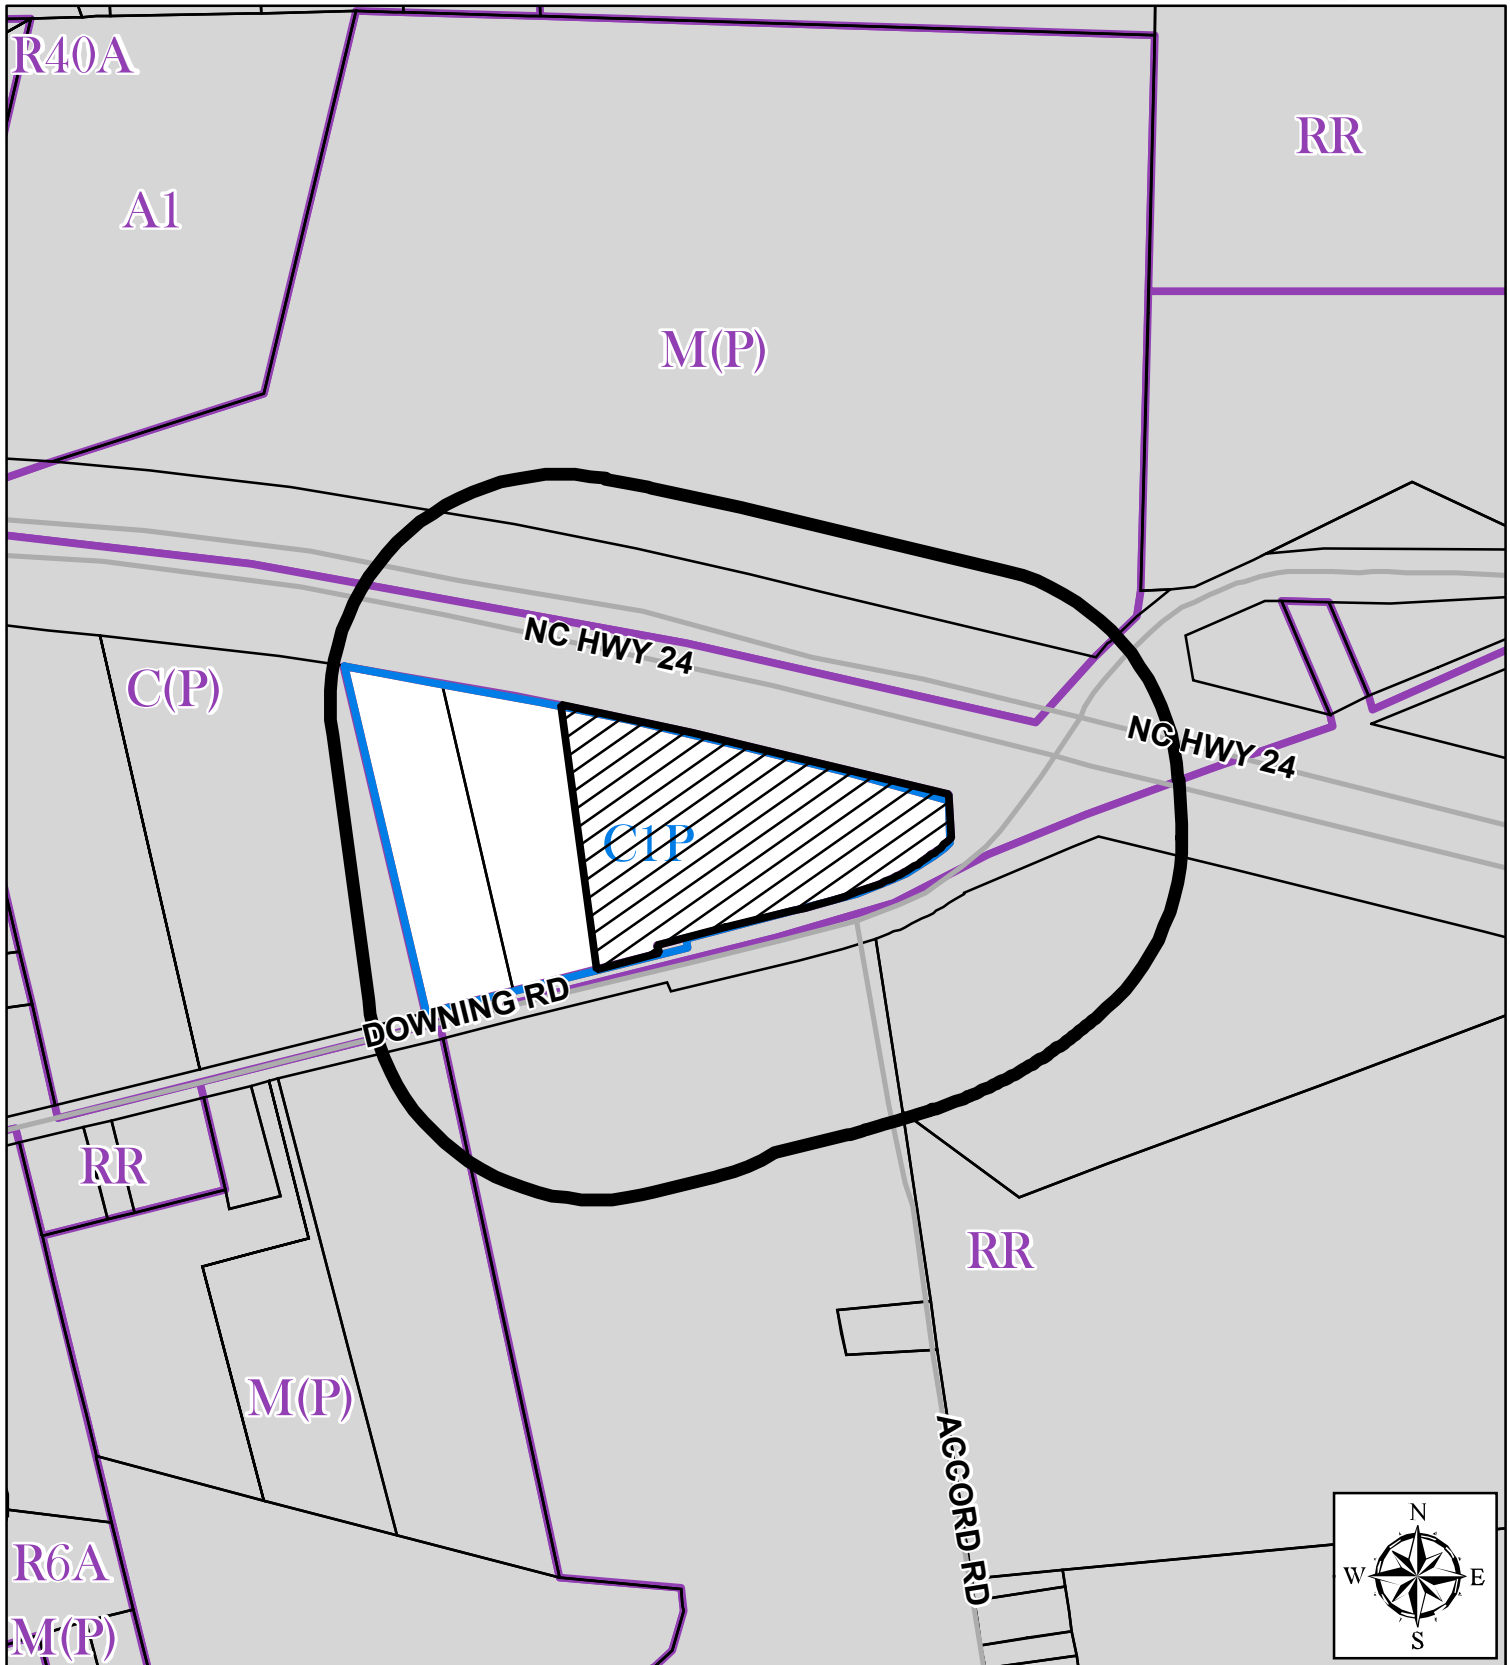 R40A
RR
A1
M(P)
NC HWY 24
C(P)
NC HWY 24
C1P
DOWNING RD
RR
RR
M(P)
ACCORD RD
N
R6A
W E
M(P)
S